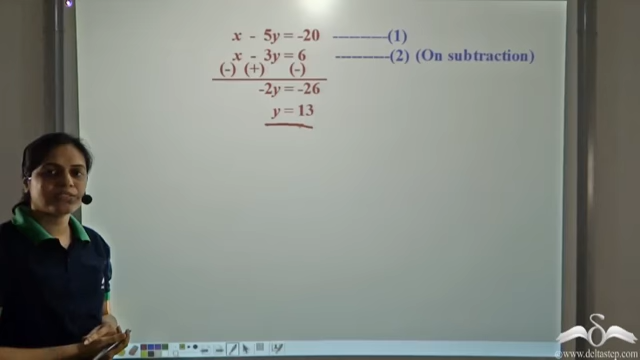 x - 5y = -20 ------------(1)
x - 3y = 6 ------------(2) (On subtraction)
(-) (+) (-)
-2y = -26
y = 13
©www.deltastep.com